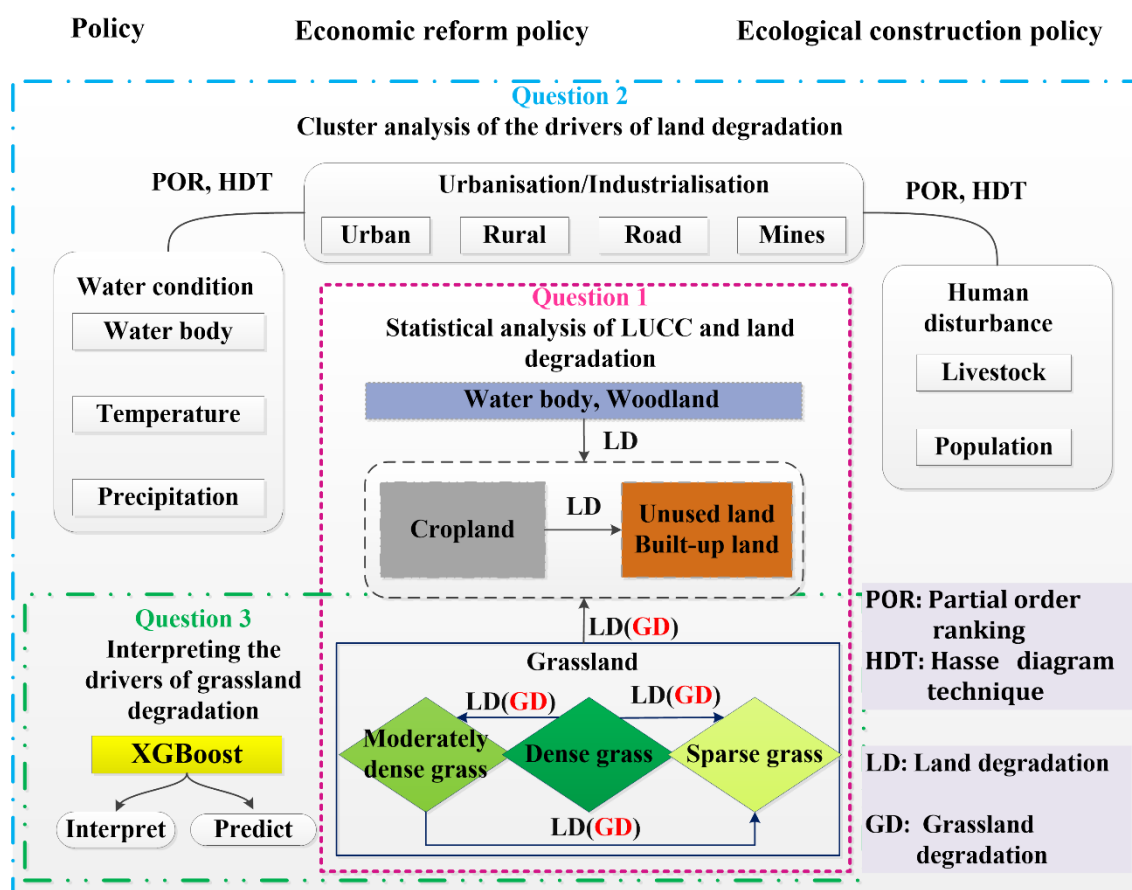 Policy
Economic reform policy
Ecological construction policy
Question 2
Cluster analysis of the drivers of land degradation
POR, HDT
Urbanisation/Industrialisation
POR, HDT
Urban
Rural
Road
Mines
Water condition
Water body
Temperature
Precipitation
Human
disturbance
Livestock
Population
Question 1
Statistical analysis of LUCC and land
degradation
Water body, Woodland
LD
Cropland
LD
Unused land
Built-up land
LD(GD)
Grassland
LD(GD)
LD(GD)
Moderately
dense grass
Dense grass
Sparse grass
LD(GD)
Question 3
Interpreting the
drivers of grassland
degradation
XGBoost
Interpret
Predict
POR: Partial order
ranking
HDT: Hasse diagram
technique
LD: Land degradation
GD: Grassland
degradation